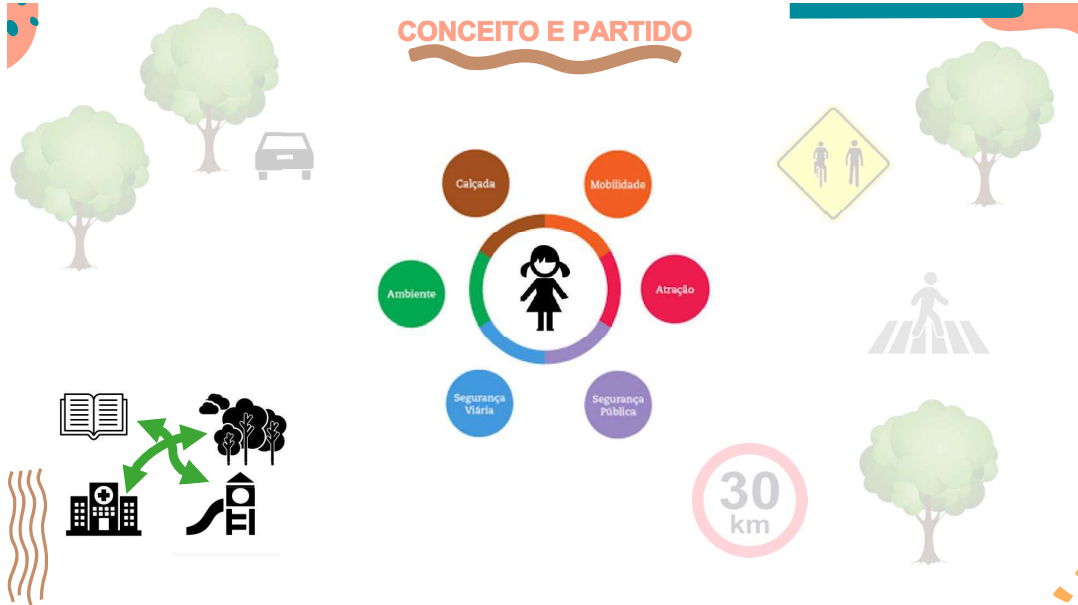 CONCEITO E PARTIDO
Calçada
Mobilidade
Ambiente
Atração
Segurança
Viária
Segurança
Pública
30
km